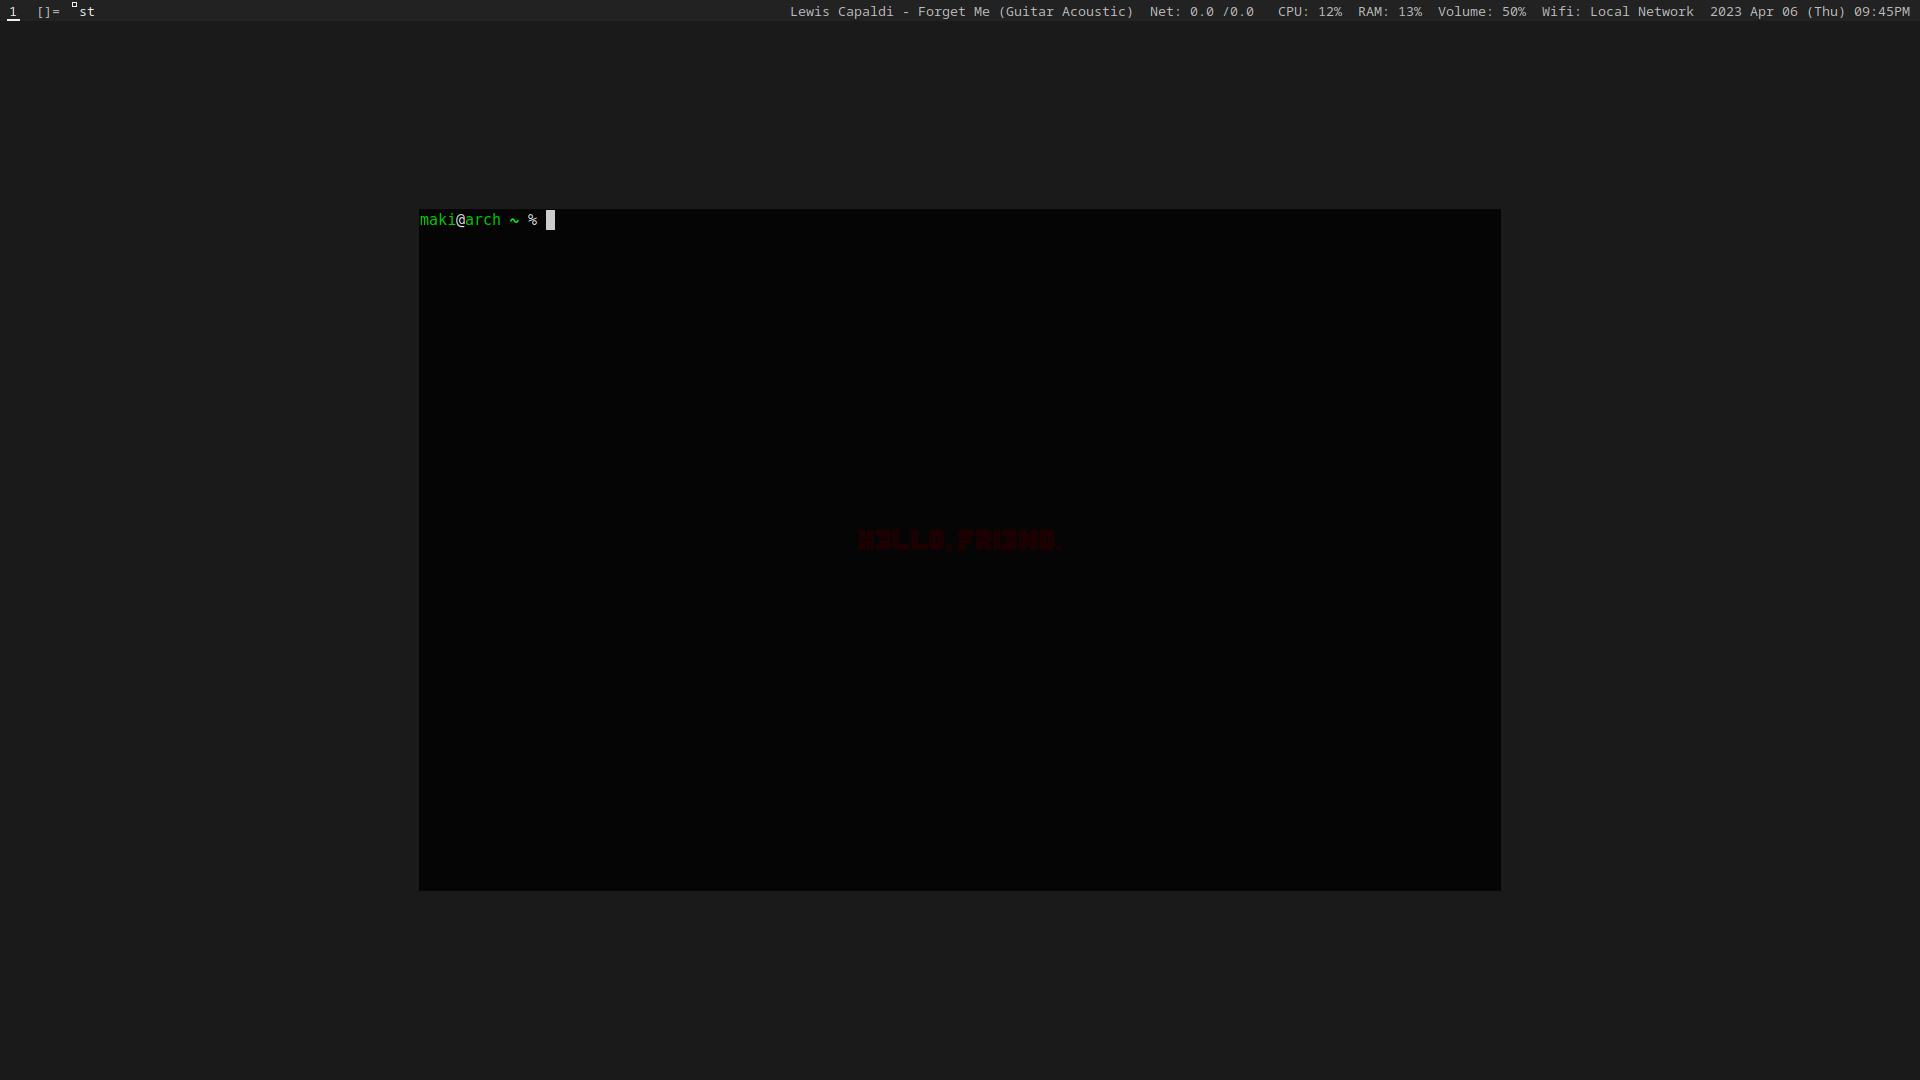 1 []= st Lewis Capaldi - Forget Me (Guitar Acoustic) Net: 0.0 /0.0 CPU: 12% RAM: 13% Volume: 50% Wifi: Local Network 2023 Apr 06 (Thu) 09:45PM
maki@arch ~ %
H3LLO, FRI3ND.